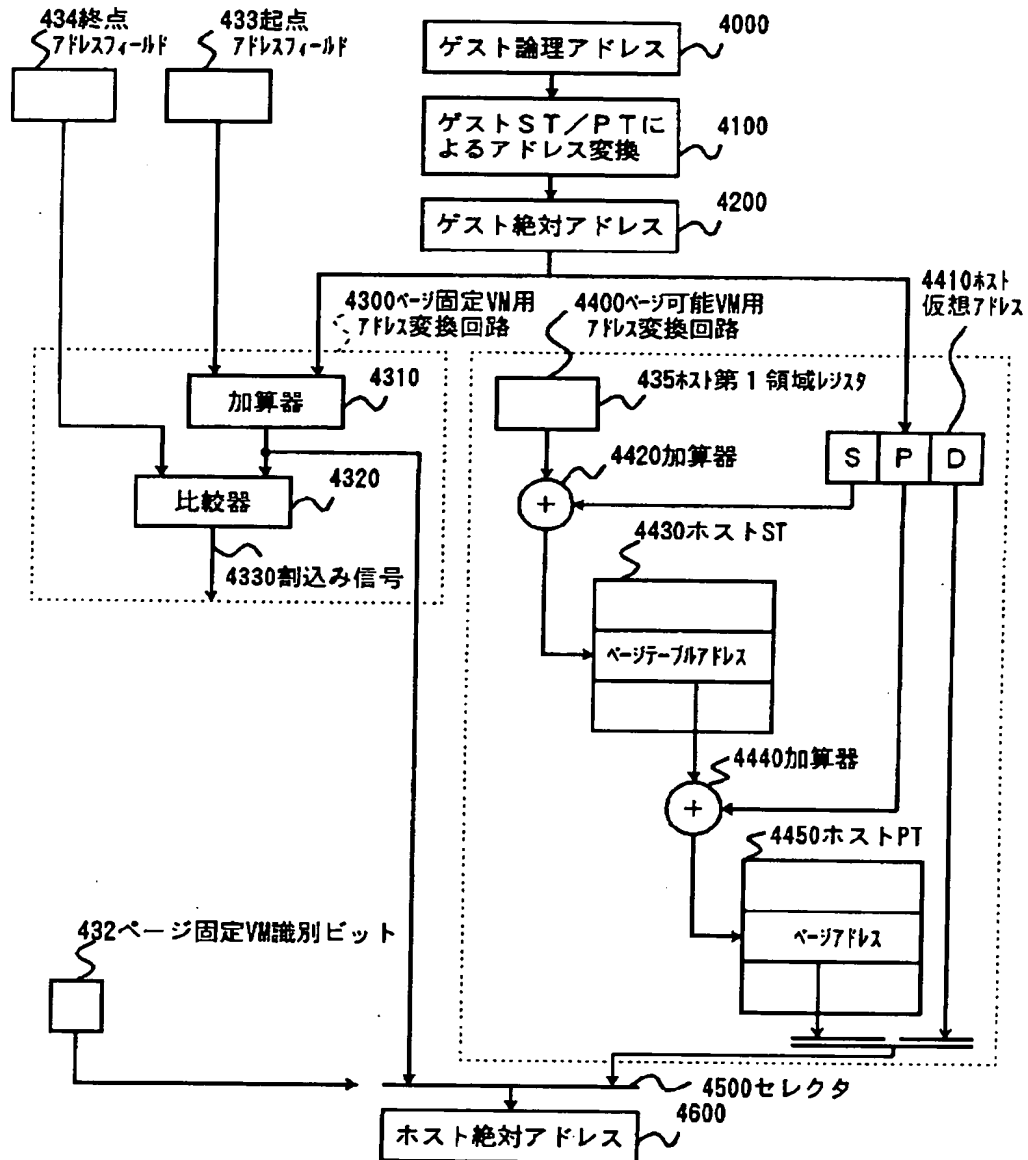 434終点
アドレスフィールド
433起点
アドレスフィールド
ゲスト論理アドレス
4000
ゲストST/PTに
よるアドレス変換
4100
ゲスト絶対アドレス
4200
4300ページ固定VM用
アドレス変換回路
4400ページ可能VM用
アドレス変換回路
4410ホスト
仮想アドレス
加算器
4310
435ホスト第1領域レジスタ
比較器
4320
4420加算器
S P D
4330割込み信号
4430ホストST
ページテーブルアドレス
4440加算器
4450ホストPT
ページアドレス
432ページ固定VM識別ビット
4500セレクタ
ホスト絶対アドレス
4600